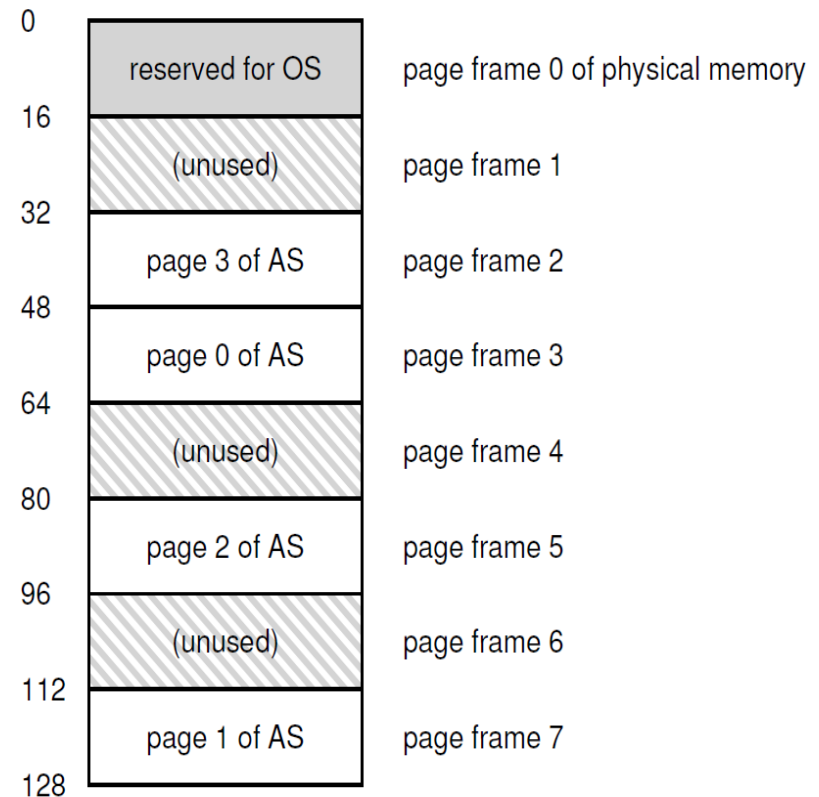 0
reserved for OS page frame 0 of physical memory
16
(unused) page frame 1
32
page 3 of AS page frame 2
48
page 0 of AS page frame 3
64
(unused) page frame 4
80
page 2 of AS page frame 5
96
(unused) page frame 6
112
page 1 of AS page frame 7
128